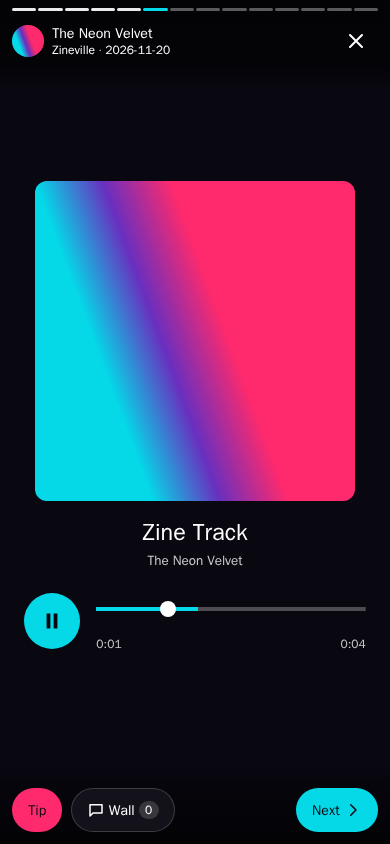 The Neon Velvet
Zineville · 2026-11-20
Zine Track
The Neon Velvet
0:01
0:04
Tip
Wall 0
Next